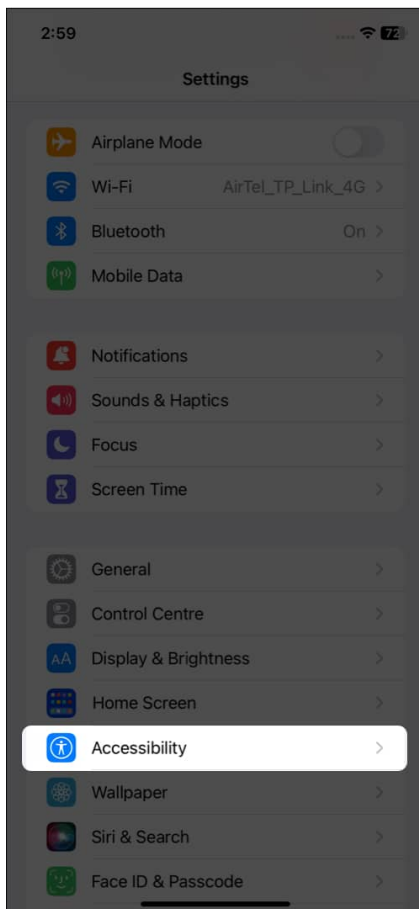 2:59 72
Settings
Airplane Mode
Wi-Fi AirTel_TP_Link_4G
Bluetooth On
Mobile Data
Notifications
Sounds & Haptics
Focus
Screen Time
General
Control Centre
AA Display & Brightness
Home Screen
Accessibility
Wallpaper
Siri & Search
Face ID & Passcode